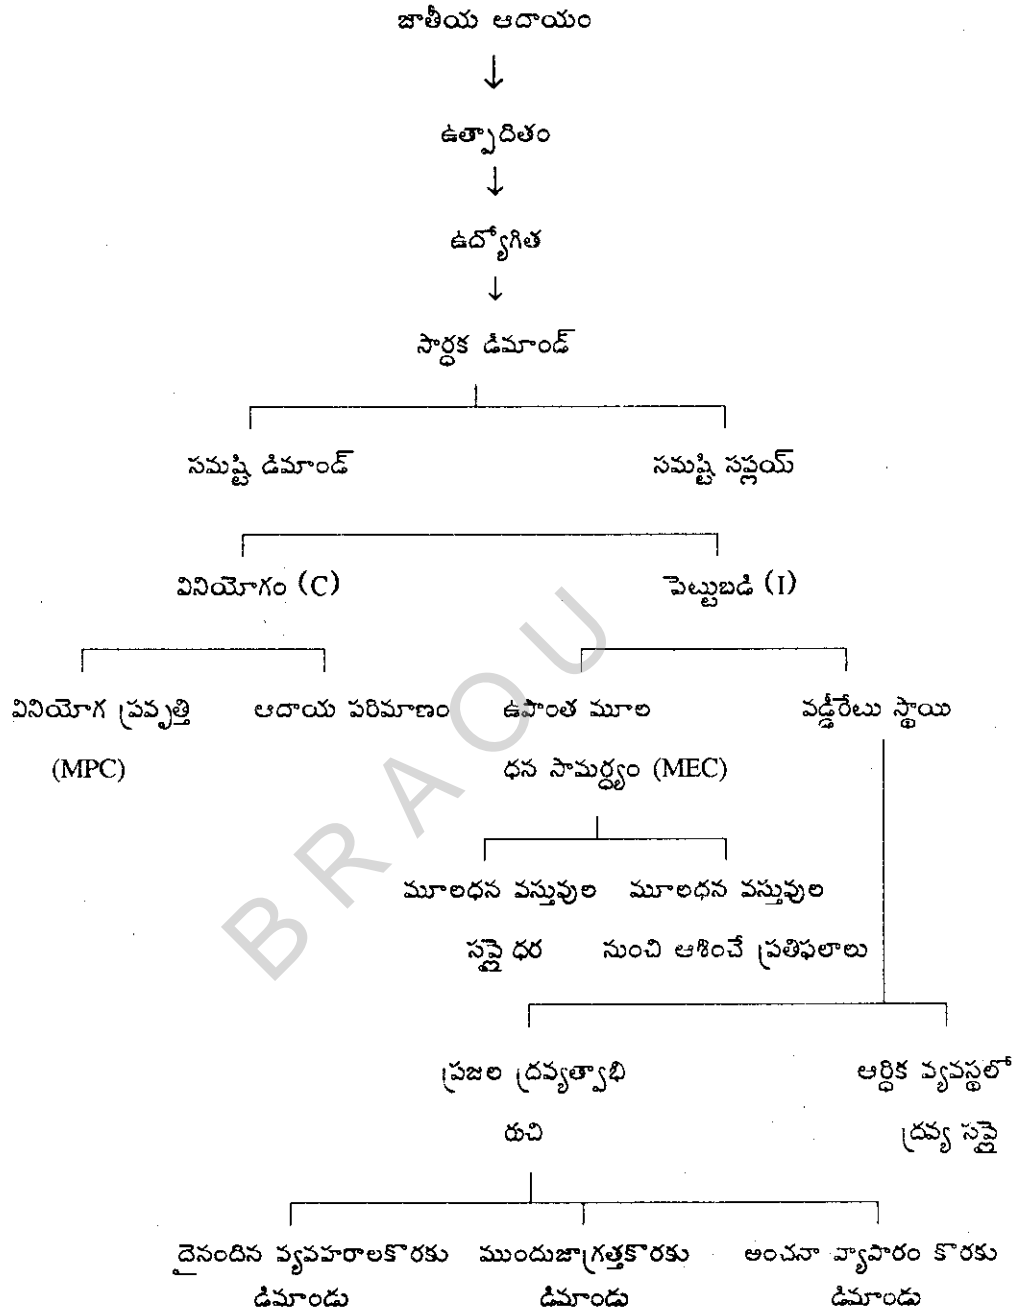 జాతీయ ఆదాయం
ఉత్పాదితం
ఉద్యోగిత
సార్థక డిమాండ్
సమష్టి డిమాండ్ సమష్టి సప్లయ్
వినియోగం (C) పెట్టుబడి (I)
వినియోగ ప్రవృత్తి ఆదాయ పరిమాణం ఉపాంత మూల వడ్డీరేటు స్థాయి
(MPC) ధన సామర్థ్యం (MEC)
మూలధన వస్తువుల మూలధన వస్తువుల
సప్లై ధర నుంచి ఆశించే ప్రతిఫలాలు
ప్రజల ద్రవ్యత్వాభి ఆర్థిక వ్యవస్థలో
రుచి ద్రవ్య సప్లై
దైనందిన వ్యవహరాలకొరకు ముందుజాగ్రత్తకొరకు అంచనా వ్యాపారం కొరకు
డిమాండు డిమాండు డిమాండు
BRAOU